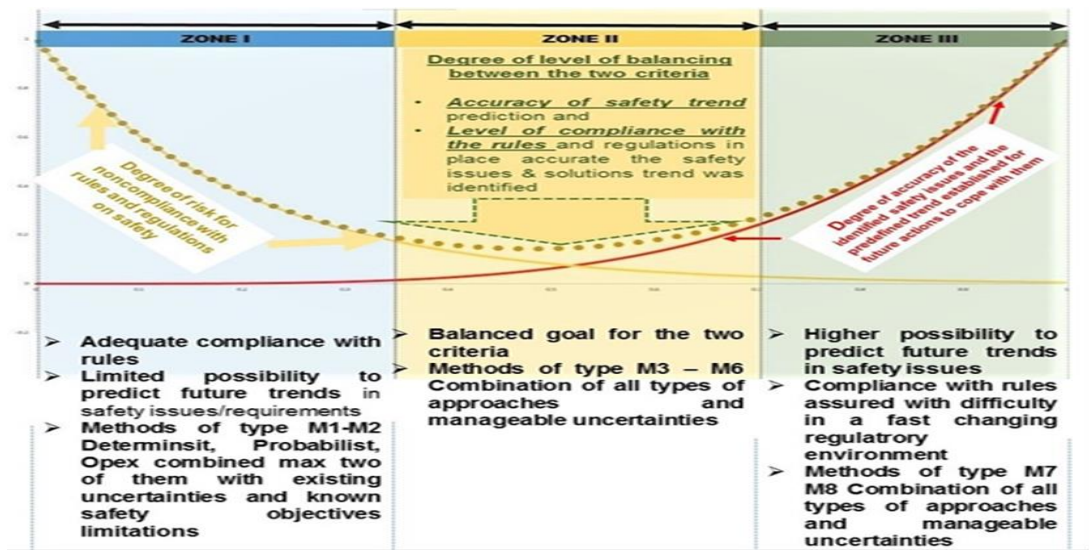 ZONE I
ZONE II
ZONE III
Degree of level of balancing
between the two criteria
• Accuracy of safety trend
prediction and
• Level of compliance with
the rules and regulations in
place accurate the safety
issues & solutions trend was
identified
Degree of risk for
noncompliance with
rules and regulations
on safety
Degree of accuracy of the
identified safety issues and the
predefined trend established for
future actions to cope with them
➢ Adequate compliance with
rules
➢ Limited possibility to
predict future trends in
safety issues/requirements
➢ Methods of type M1-M2
Determinsit, Probabilist,
Opex combined max two
of them with existing
uncertainties and known
safety objectives
limitations
➢ Balanced goal for the two
criteria
➢ Methods of type M3 – M6
Combination of all types of
approaches and
manageable uncertainties
➢ Higher possibility to
predict future trends
in safety issues
➢ Compliance with rules
assured with difficulty
in a fast changing
regulatrory
environment
➢ Methods of type M7
M8 Combination of all
types of approaches
and manageable
uncertainties